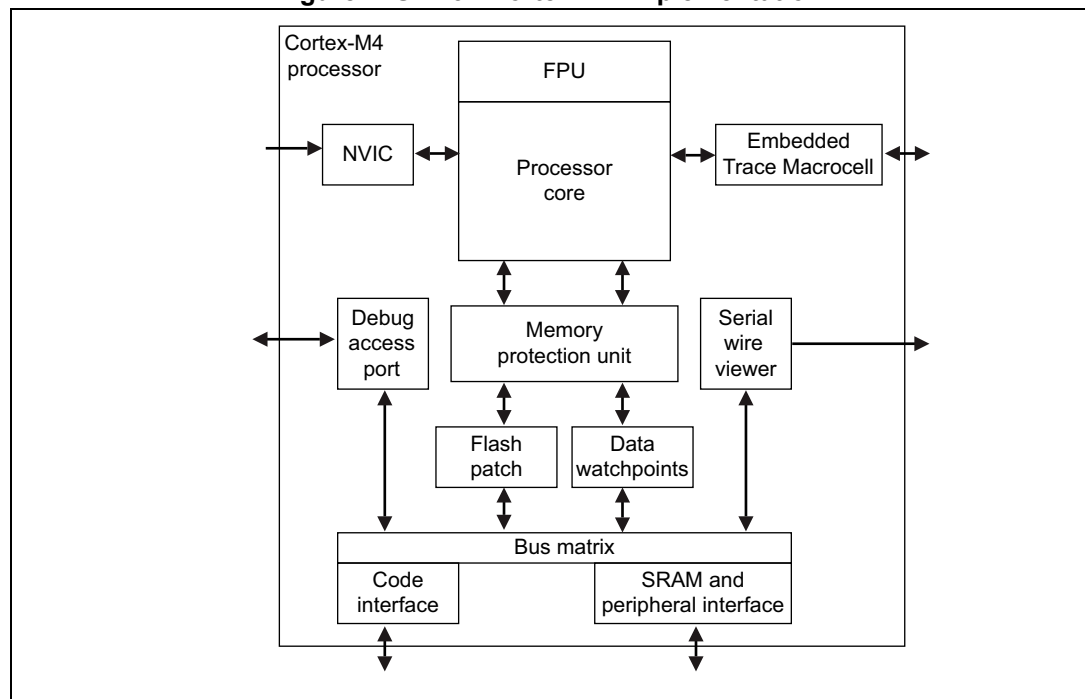 Cortex-M4
processor
FPU
NVIC
Processor
core
Embedded
Trace Macrocell
Debug
access
port
Memory
protection unit
Serial
wire
viewer
Flash
patch
Data
watchpoints
Bus matrix
Code
interface
SRAM and
peripheral interface